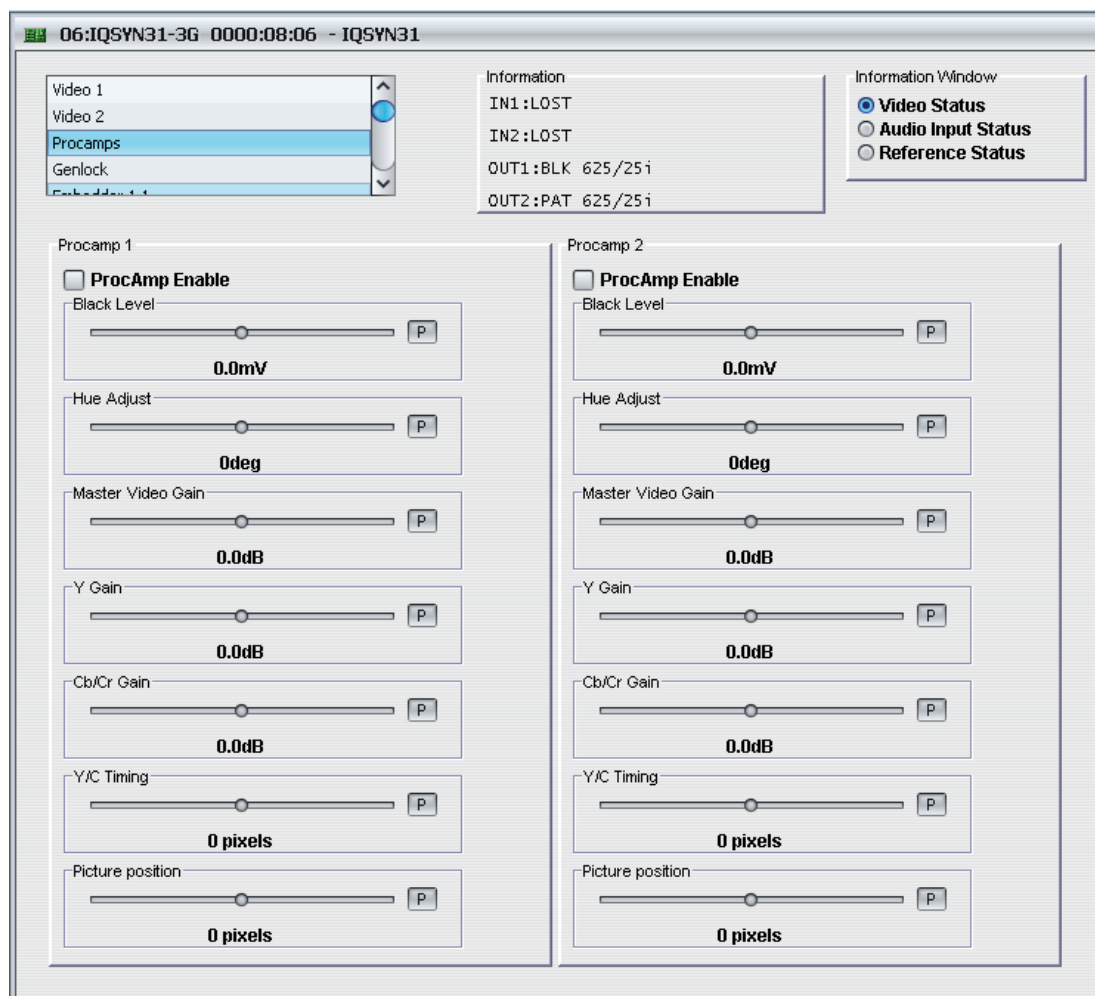 06:IQSYN31-3G 0000:08:06 - IQSYN31
Video 1
Video 2
Procamps
Genlock
Embedder 1,1
Information
IN1:LOST
IN2:LOST
OUT1:BLK 625/25i
OUT2:PAT 625/25i
Information Window
Video Status
Audio Input Status
Reference Status
Procamp 1
ProcAmp Enable
Black Level
P
0.0mV
Hue Adjust
P
0deg
Master Video Gain
P
0.0dB
Y Gain
P
0.0dB
Cb/Cr Gain
P
0.0dB
Y/C Timing
P
0 pixels
Picture position
P
0 pixels
Procamp 2
ProcAmp Enable
Black Level
P
0.0mV
Hue Adjust
P
0deg
Master Video Gain
P
0.0dB
Y Gain
P
0.0dB
Cb/Cr Gain
P
0.0dB
Y/C Timing
P
0 pixels
Picture position
P
0 pixels